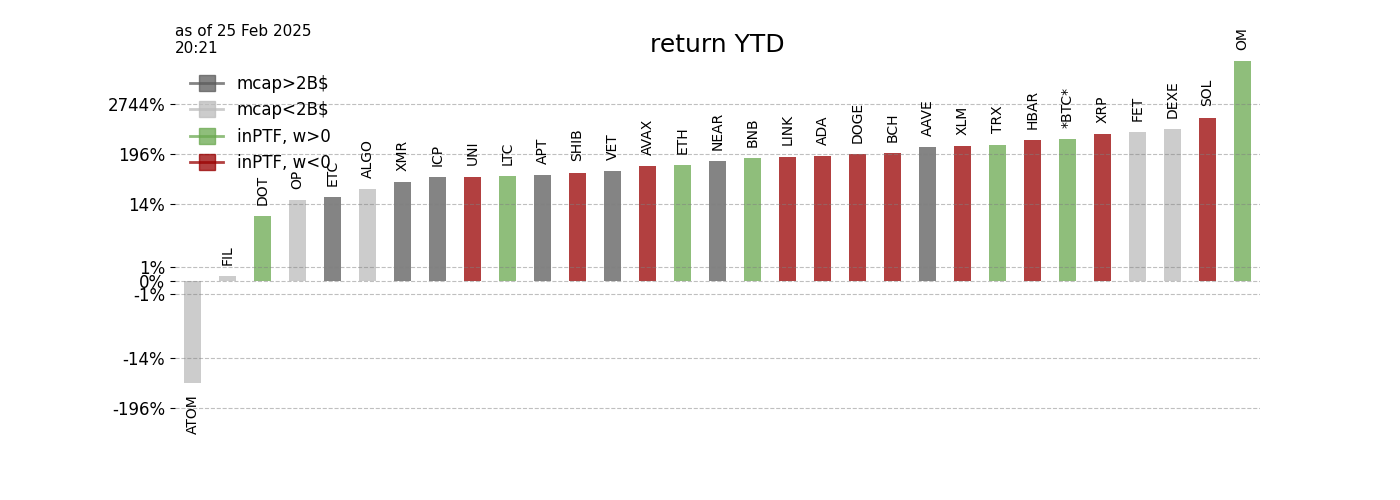 as of 25 Feb 2025
20:21
return YTD
mcap>2B$
mcap<2B$
inPTF, w>0
inPTF, w<0
2744%
196%
14%
1%
0%
-1%
-14%
-196%
ATOM
FIL
DOT
OP
ETC
ALGO
XMR
ICP
UNI
LTC
APT
SHIB
VET
AVAX
ETH
NEAR
BNB
LINK
ADA
DOGE
BCH
AAVE
XLM
TRX
HBAR
*BTC*
XRP
FET
DEXE
SOL
OM